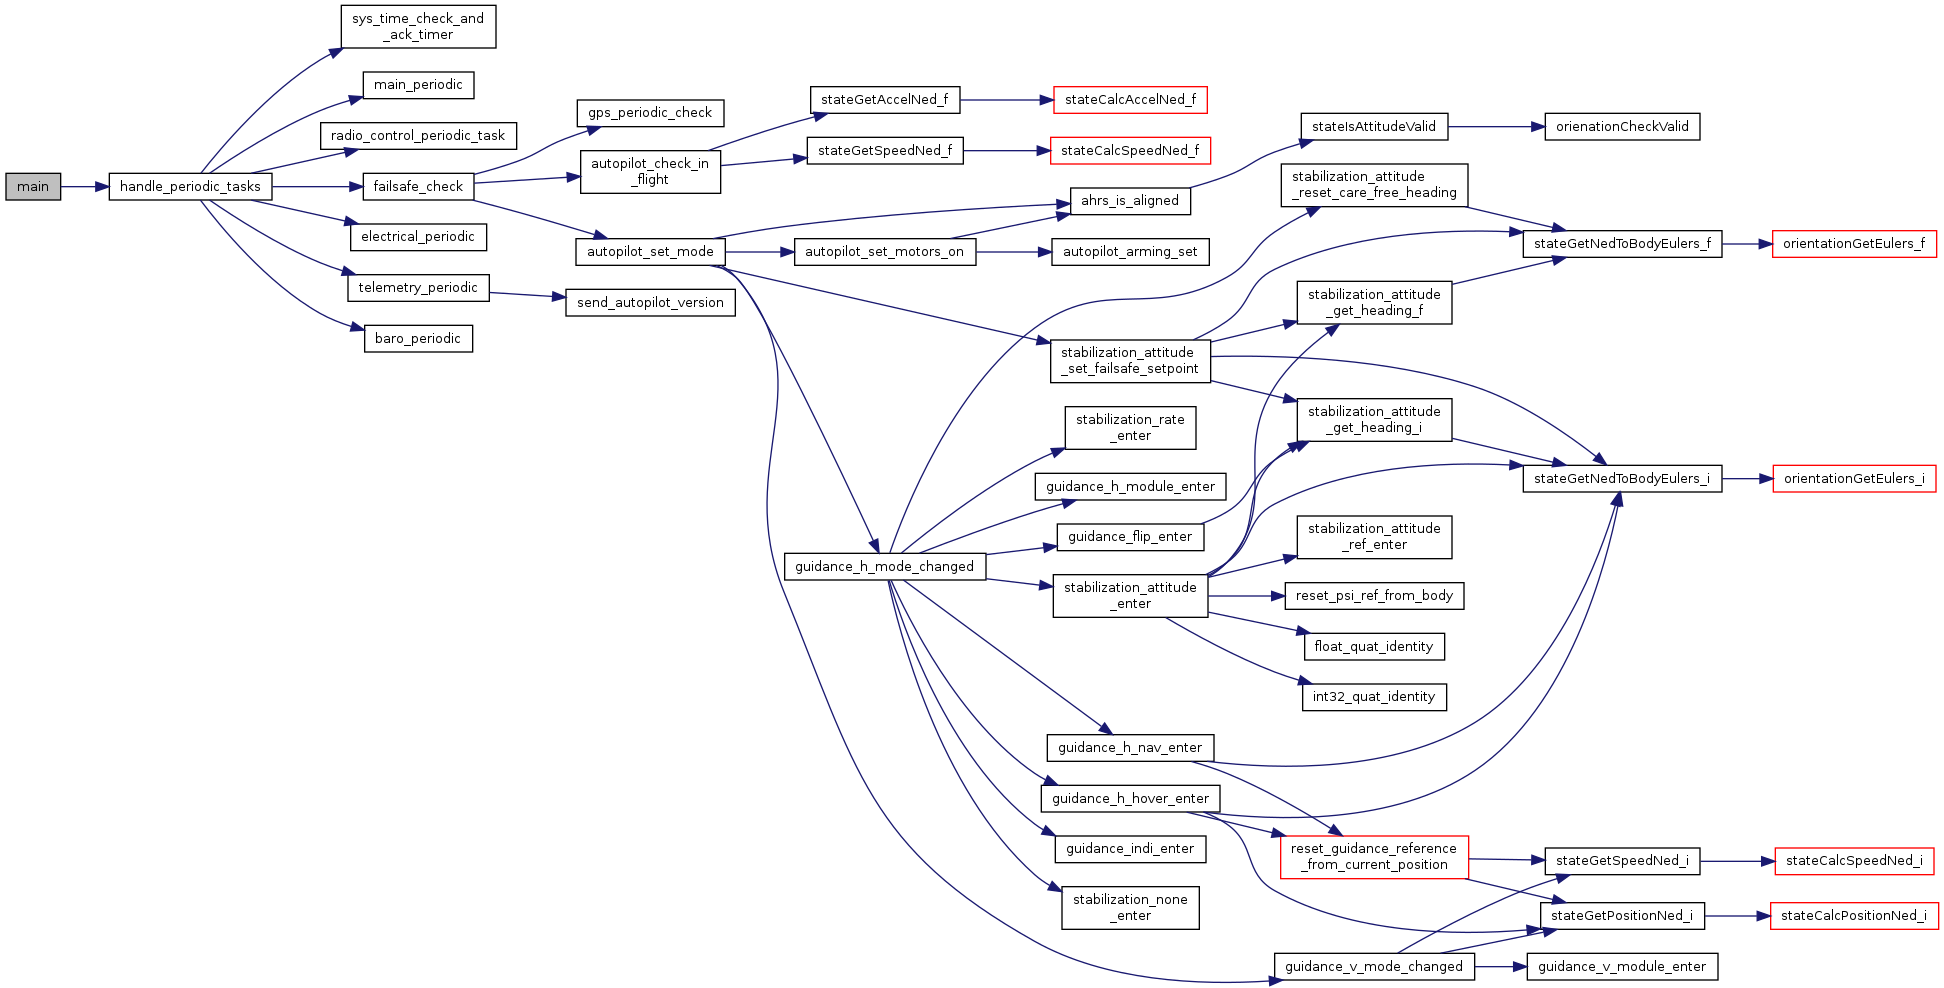 main
handle_periodic_tasks
sys_time_check_and
_ack_timer
main_periodic
radio_control_periodic_task
failsafe_check
electrical_periodic
telemetry_periodic
baro_periodic
gps_periodic_check
autopilot_check_in
_flight
autopilot_set_mode
send_autopilot_version
stateGetAccelNed_f
stateGetSpeedNed_f
autopilot_set_motors_on
guidance_h_mode_changed
stateCalcAccelNed_f
stateCalcSpeedNed_f
ahrs_is_aligned
autopilot_arming_set
stabilization_attitude
_set_failsafe_setpoint
stabilization_rate
_enter
guidance_h_module_enter
guidance_flip_enter
stabilization_attitude
_enter
guidance_h_nav_enter
guidance_h_hover_enter
guidance_indi_enter
stabilization_none
_enter
stateIsAttitudeValid
stabilization_attitude
_reset_care_free_heading
stabilization_attitude
_get_heading_f
stabilization_attitude
_get_heading_i
stabilization_attitude
_ref_enter
reset_psi_ref_from_body
float_quat_identity
int32_quat_identity
reset_guidance_reference
_from_current_position
guidance_v_mode_changed
orienationCheckValid
stateGetNedToBodyEulers_f
stateGetNedToBodyEulers_i
stateGetSpeedNed_i
stateGetPositionNed_i
guidance_v_module_enter
orientationGetEulers_f
orientationGetEulers_i
stateCalcSpeedNed_i
stateCalcPositionNed_i